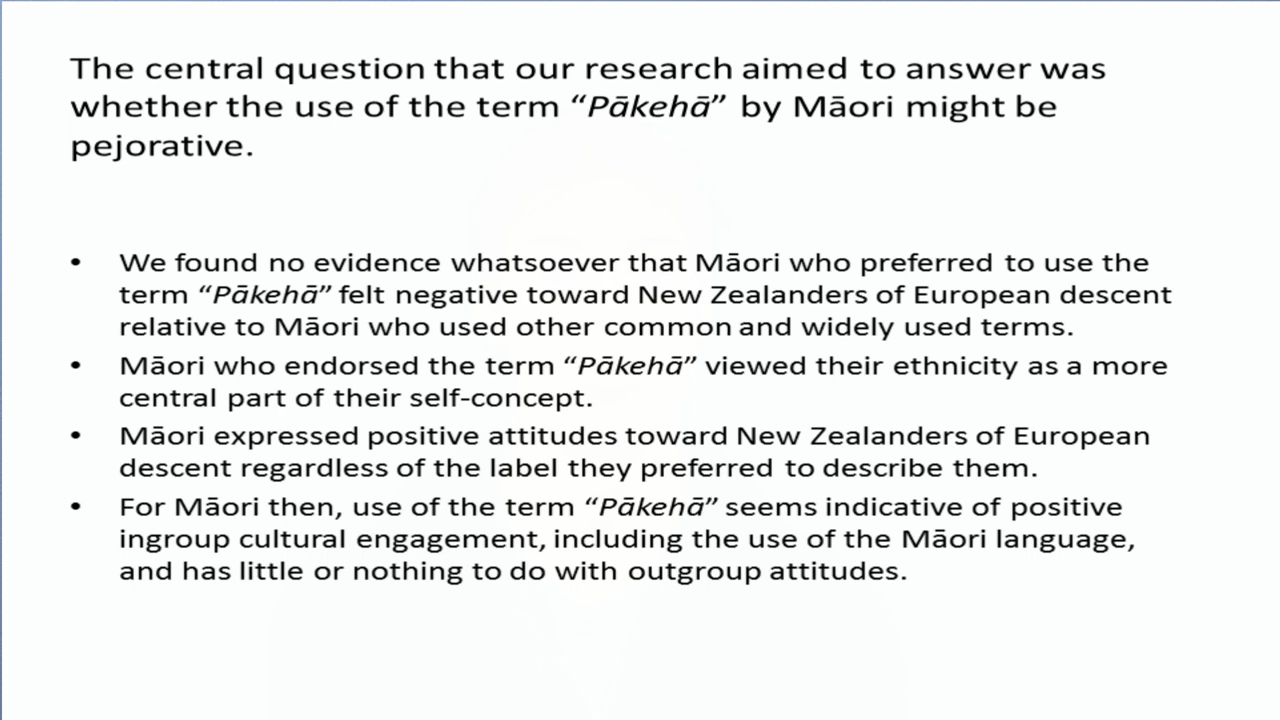 The central question that our research aimed to answer was
whether the use of the term “Pākehā” by Māori might be
pejorative.
• We found no evidence whatsoever that Māori who preferred to use the
term “Pākehā” felt negative toward New Zealanders of European descent
relative to Māori who used other common and widely used terms.
• Māori who endorsed the term “Pākehā” viewed their ethnicity as a more
central part of their self-concept.
• Māori expressed positive attitudes toward New Zealanders of European
descent regardless of the label they preferred to describe them.
• For Māori then, use of the term “Pākehā” seems indicative of positive
ingroup cultural engagement, including the use of the Māori language,
and has little or nothing to do with outgroup attitudes.